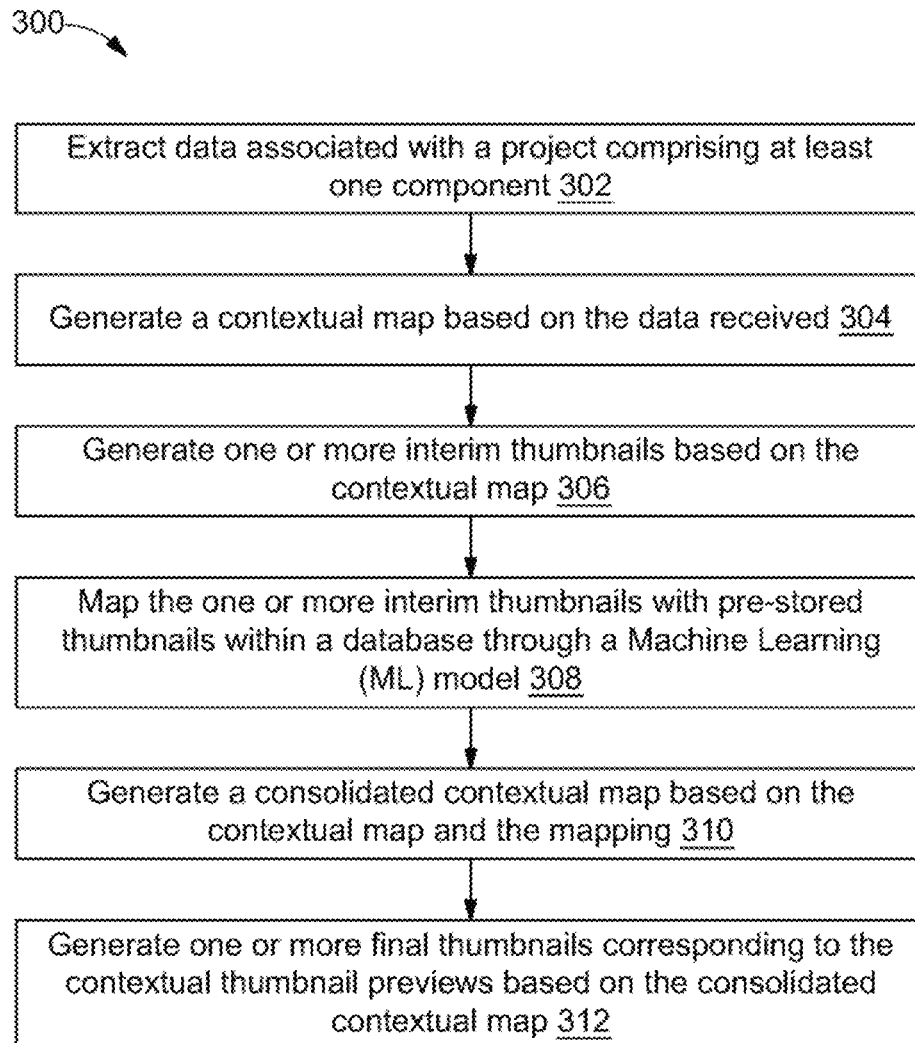 300
Extract data associated with a project comprising at least
one component 302
Generate a contextual map based on the data received 304
Generate one or more interim thumbnails based on the
contextual map 306
Map the one or more interim thumbnails with pre-stored
thumbnails within a database through a Machine Learning
(ML) model 308
Generate a consolidated contextual map based on the
contextual map and the mapping 310
Generate one or more final thumbnails corresponding to the
contextual thumbnail previews based on the consolidated
contextual map 312